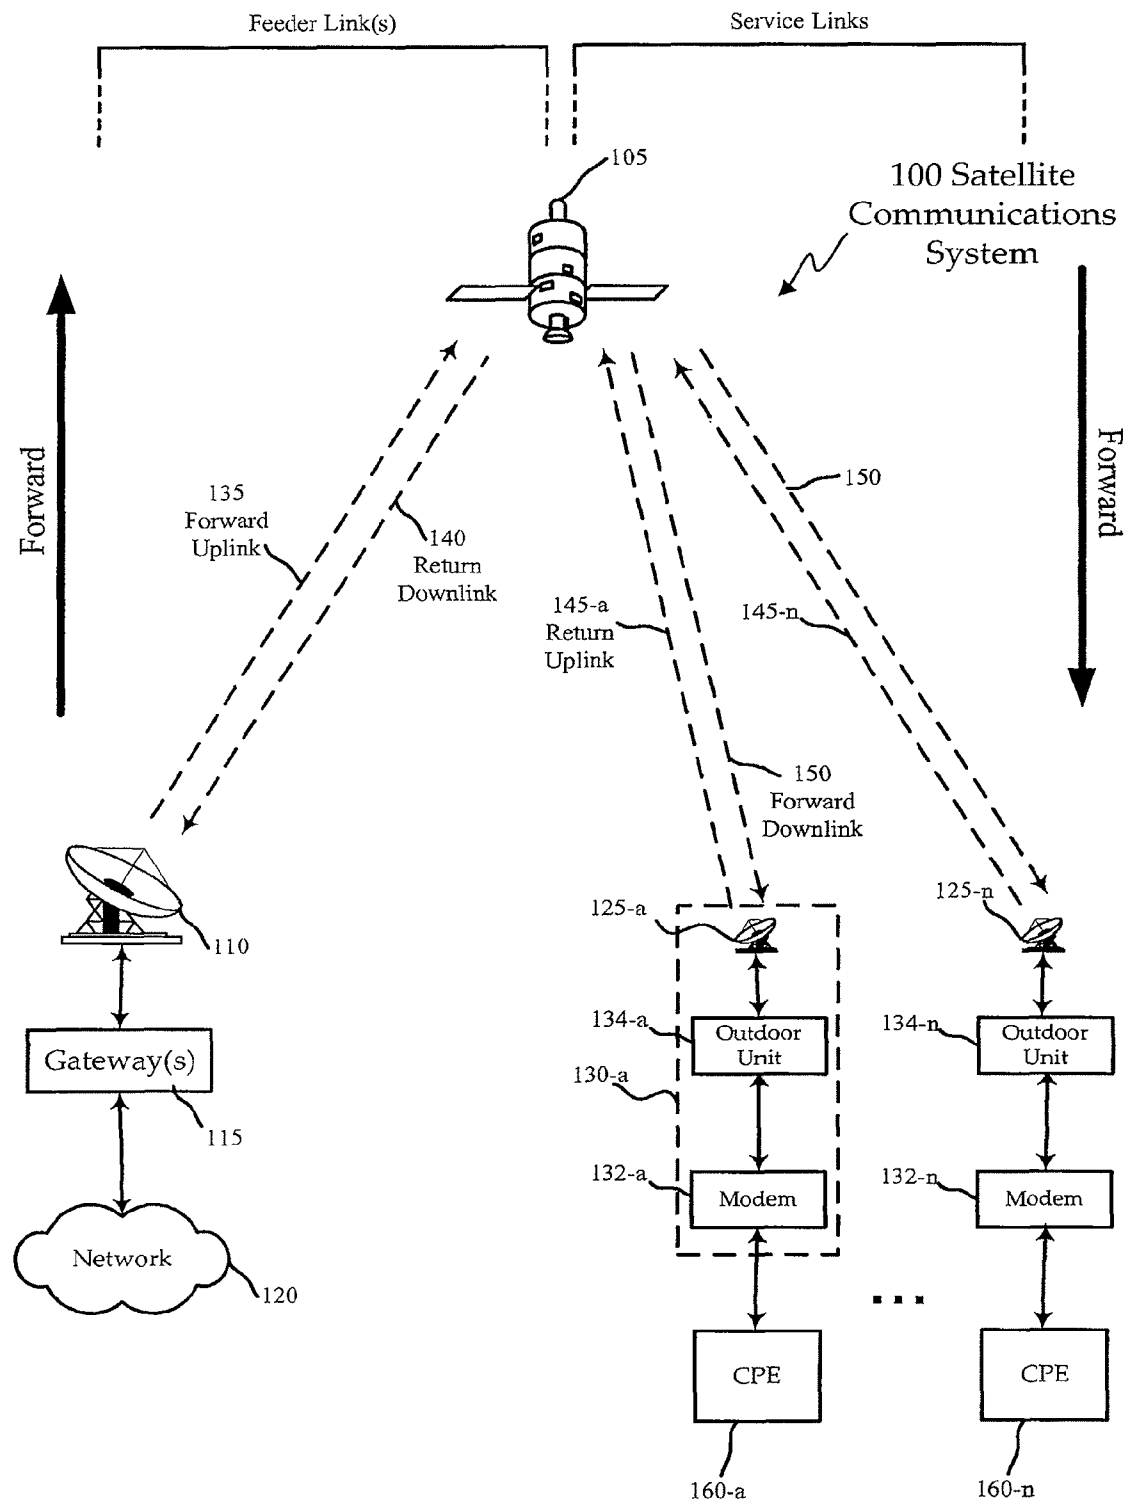 Feeder Link(s)
Service Links
105
100 Satellite
Communications
System
Forward
Forward
135
Forward
Uplink
140
Return
Downlink
150
145-a
Return
Uplink
145-n
150
Forward
Downlink
110
125-a
125-n
Gateway(s)
115
134-a
Outdoor
Unit
134-n
Outdoor
Unit
130-a
132-a
Modem
132-n
Modem
Network
120
CPE
CPE
160-a
160-n